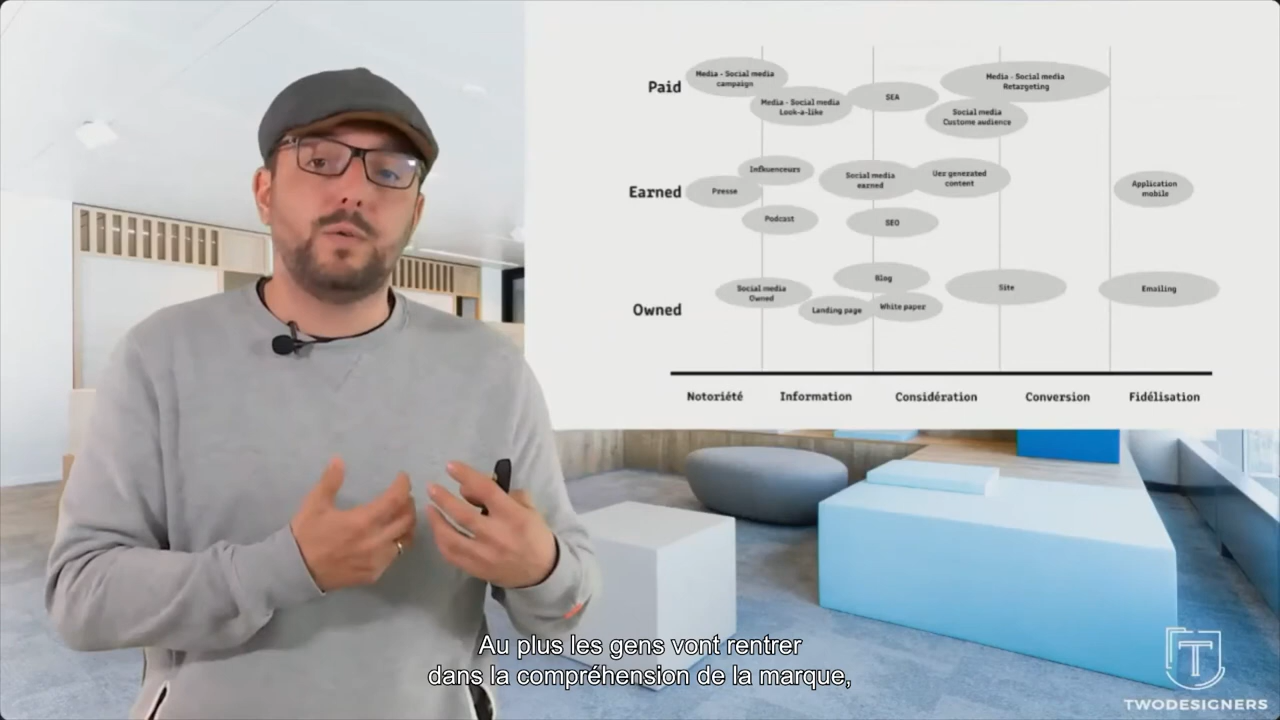 Paid
Media - Social media
campaign
Media - Social media
Look-a-like
SEA
Media - Social media
Retargeting
Social media
Custome audience
Earned
Presse
Infkuenceurs
Podcast
Social media
earned
Uer generated
content
SEO
Application
mobile
Owned
Social media
Owned
Landing page
Blog
White paper
Site
Emailing
Notoriété
Information
Considération
Conversion
Fidélisation
Au plus les gens vont rentrer
dans la compréhension de la marque,
T
TWODESIGNERS